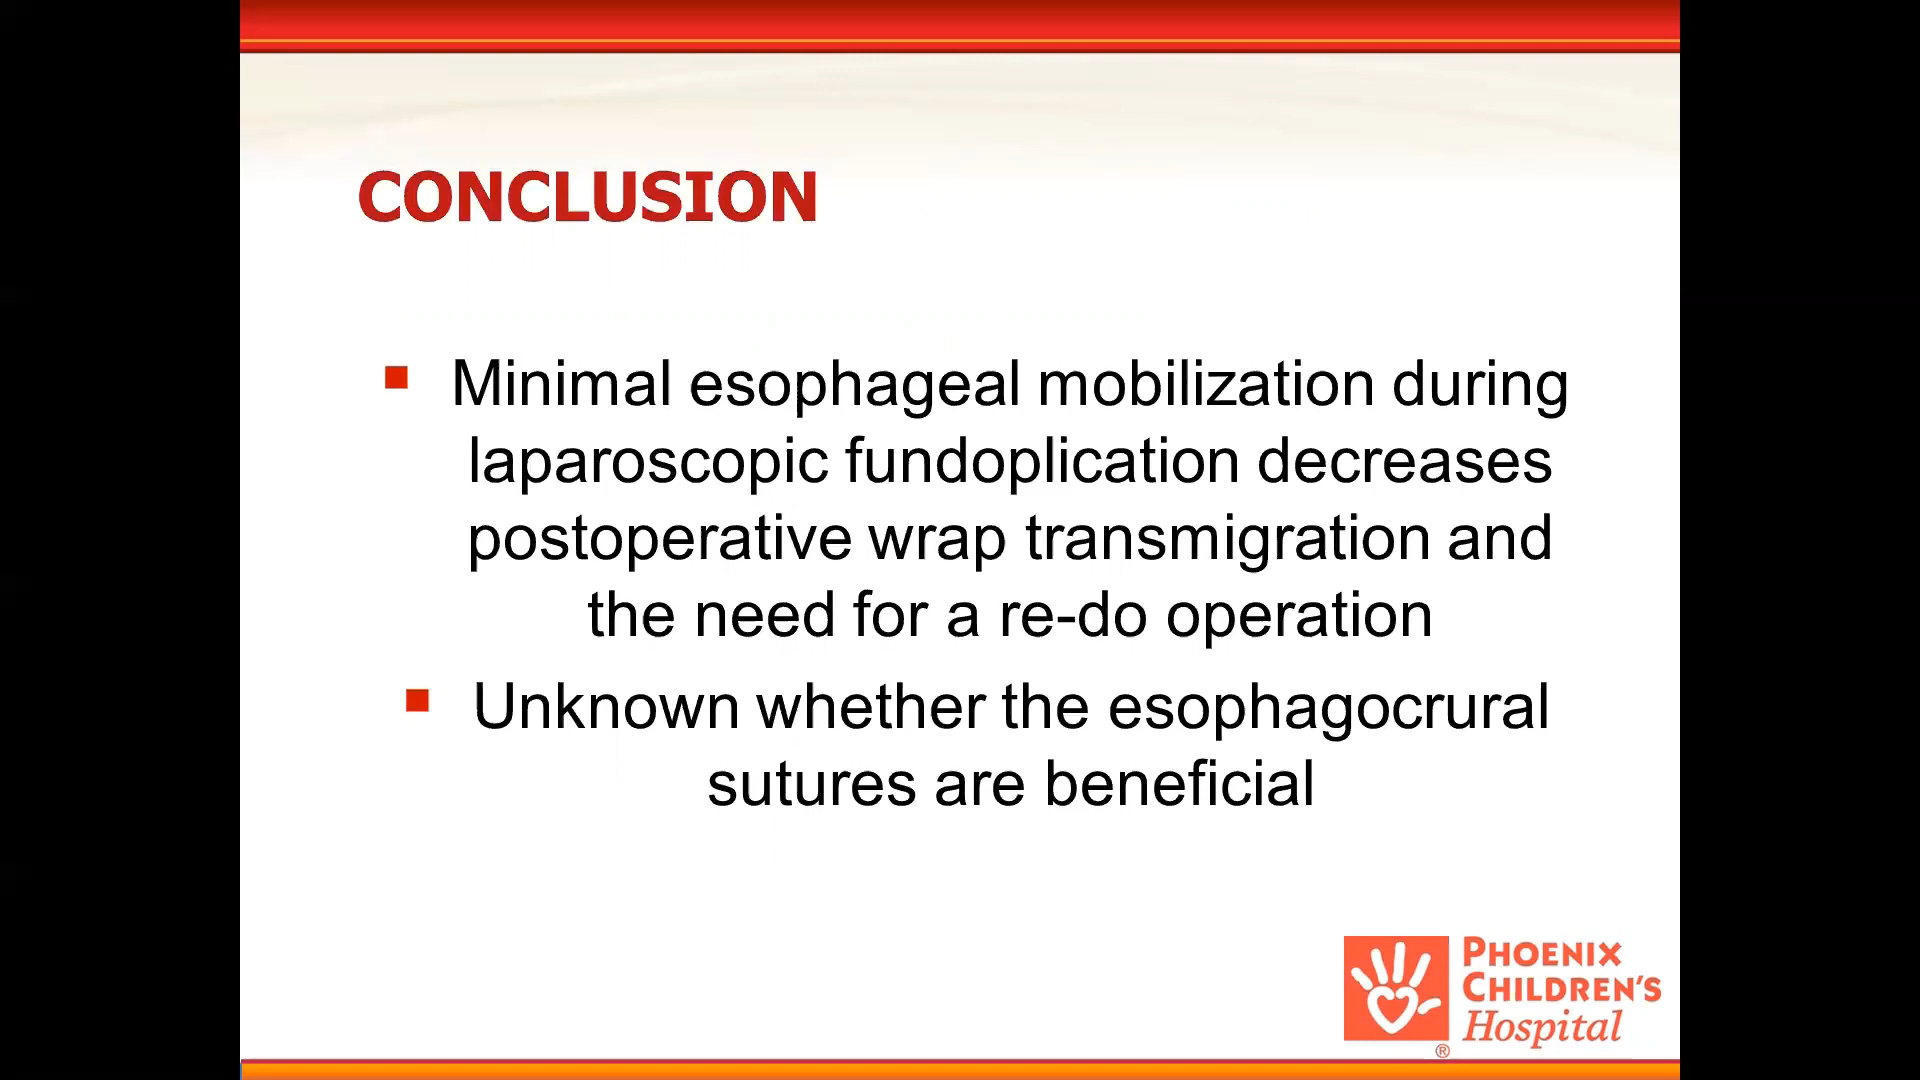 CONCLUSION
Minimal esophageal mobilization during
laparoscopic fundoplication decreases
postoperative wrap transmigration and
the need for a re-do operation
Unknown whether the esophagocrural
sutures are beneficial
PHOENIX
CHILDREN'S
Hospital
®